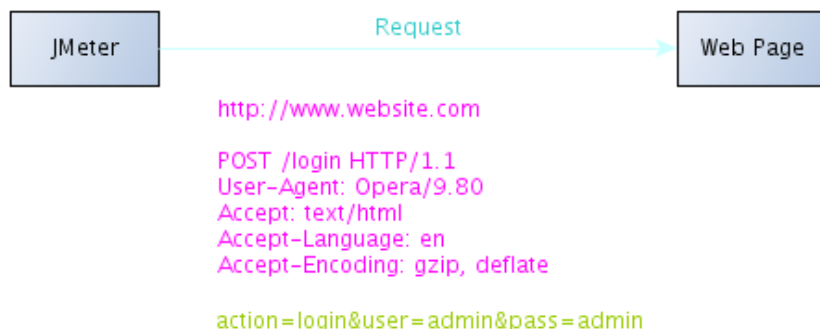 Request
JMeter
Web Page
http://www.website.com
POST /login HTTP/1.1
User-Agent: Opera/9.80
Accept: text/html
Accept-Language: en
Accept-Encoding: gzip, deflate
action=login&user=admin&pass=admin